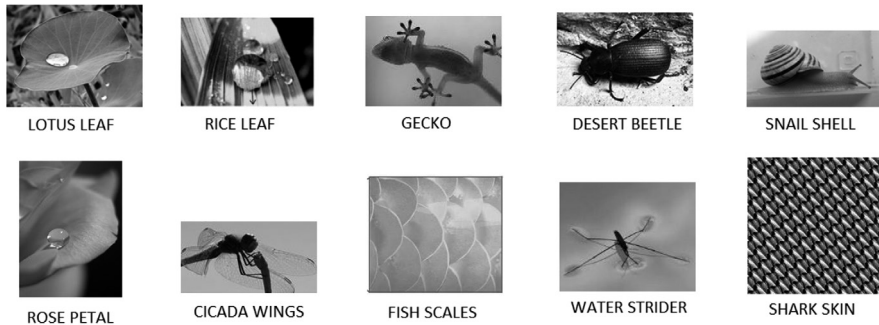 LOTUS LEAF
RICE LEAF
GECKO
DESERT BEETLE
SNAIL SHELL
ROSE PETAL
CICADA WINGS
FISH SCALES
WATER STRIDER
SHARK SKIN